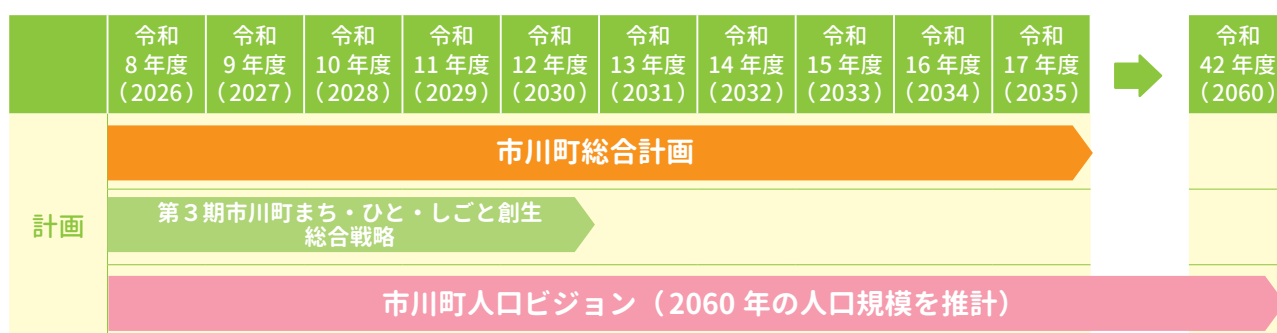 令和
8 年度
(2026)
令和
9 年度
(2027)
令和
10 年度
(2028)
令和
11 年度
(2029)
令和
12 年度
(2030)
令和
13 年度
(2031)
令和
14 年度
(2032)
令和
15 年度
(2033)
令和
16 年度
(2034)
令和
17 年度
(2035)
令和
42 年度
(2060)
計画
市川町総合計画
第3期市川町まち・ひと・しごと創生
総合戦略
市川町人口ビジョン(2060 年の人口規模を推計)